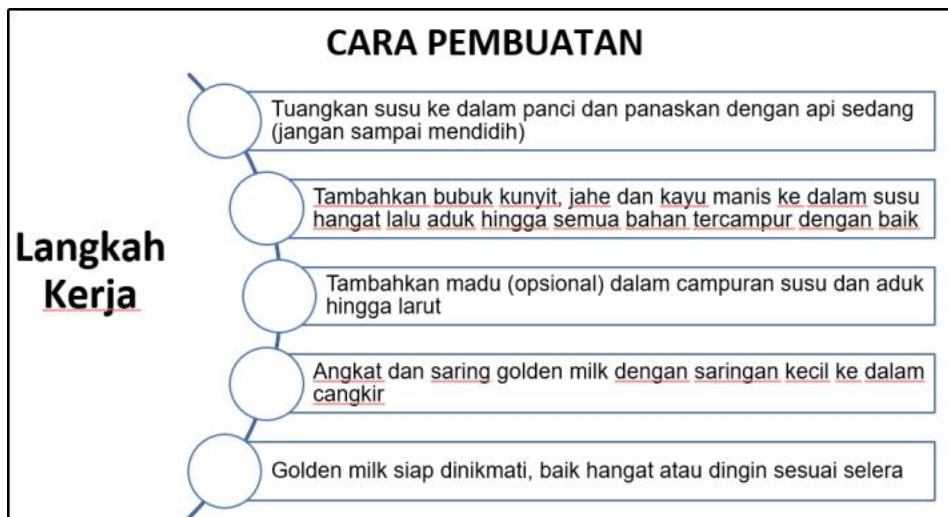 CARA PEMBUATAN
Langkah
Kerja
Tuangkan susu ke dalam panci dan panaskan dengan api sedang
(jangan sampai mendidih)
Tambahkan bubuk kunyit, jahe dan kayu manis ke dalam susu
hangat lalu aduk hingga semua bahan tercampur dengan baik
Tambahkan madu (opsional) dalam campuran susu dan aduk
hingga larut
Angkat dan saring golden milk dengan saringan kecil ke dalam
cangkir
Golden milk siap dinikmati, baik hangat atau dingin sesuai selera